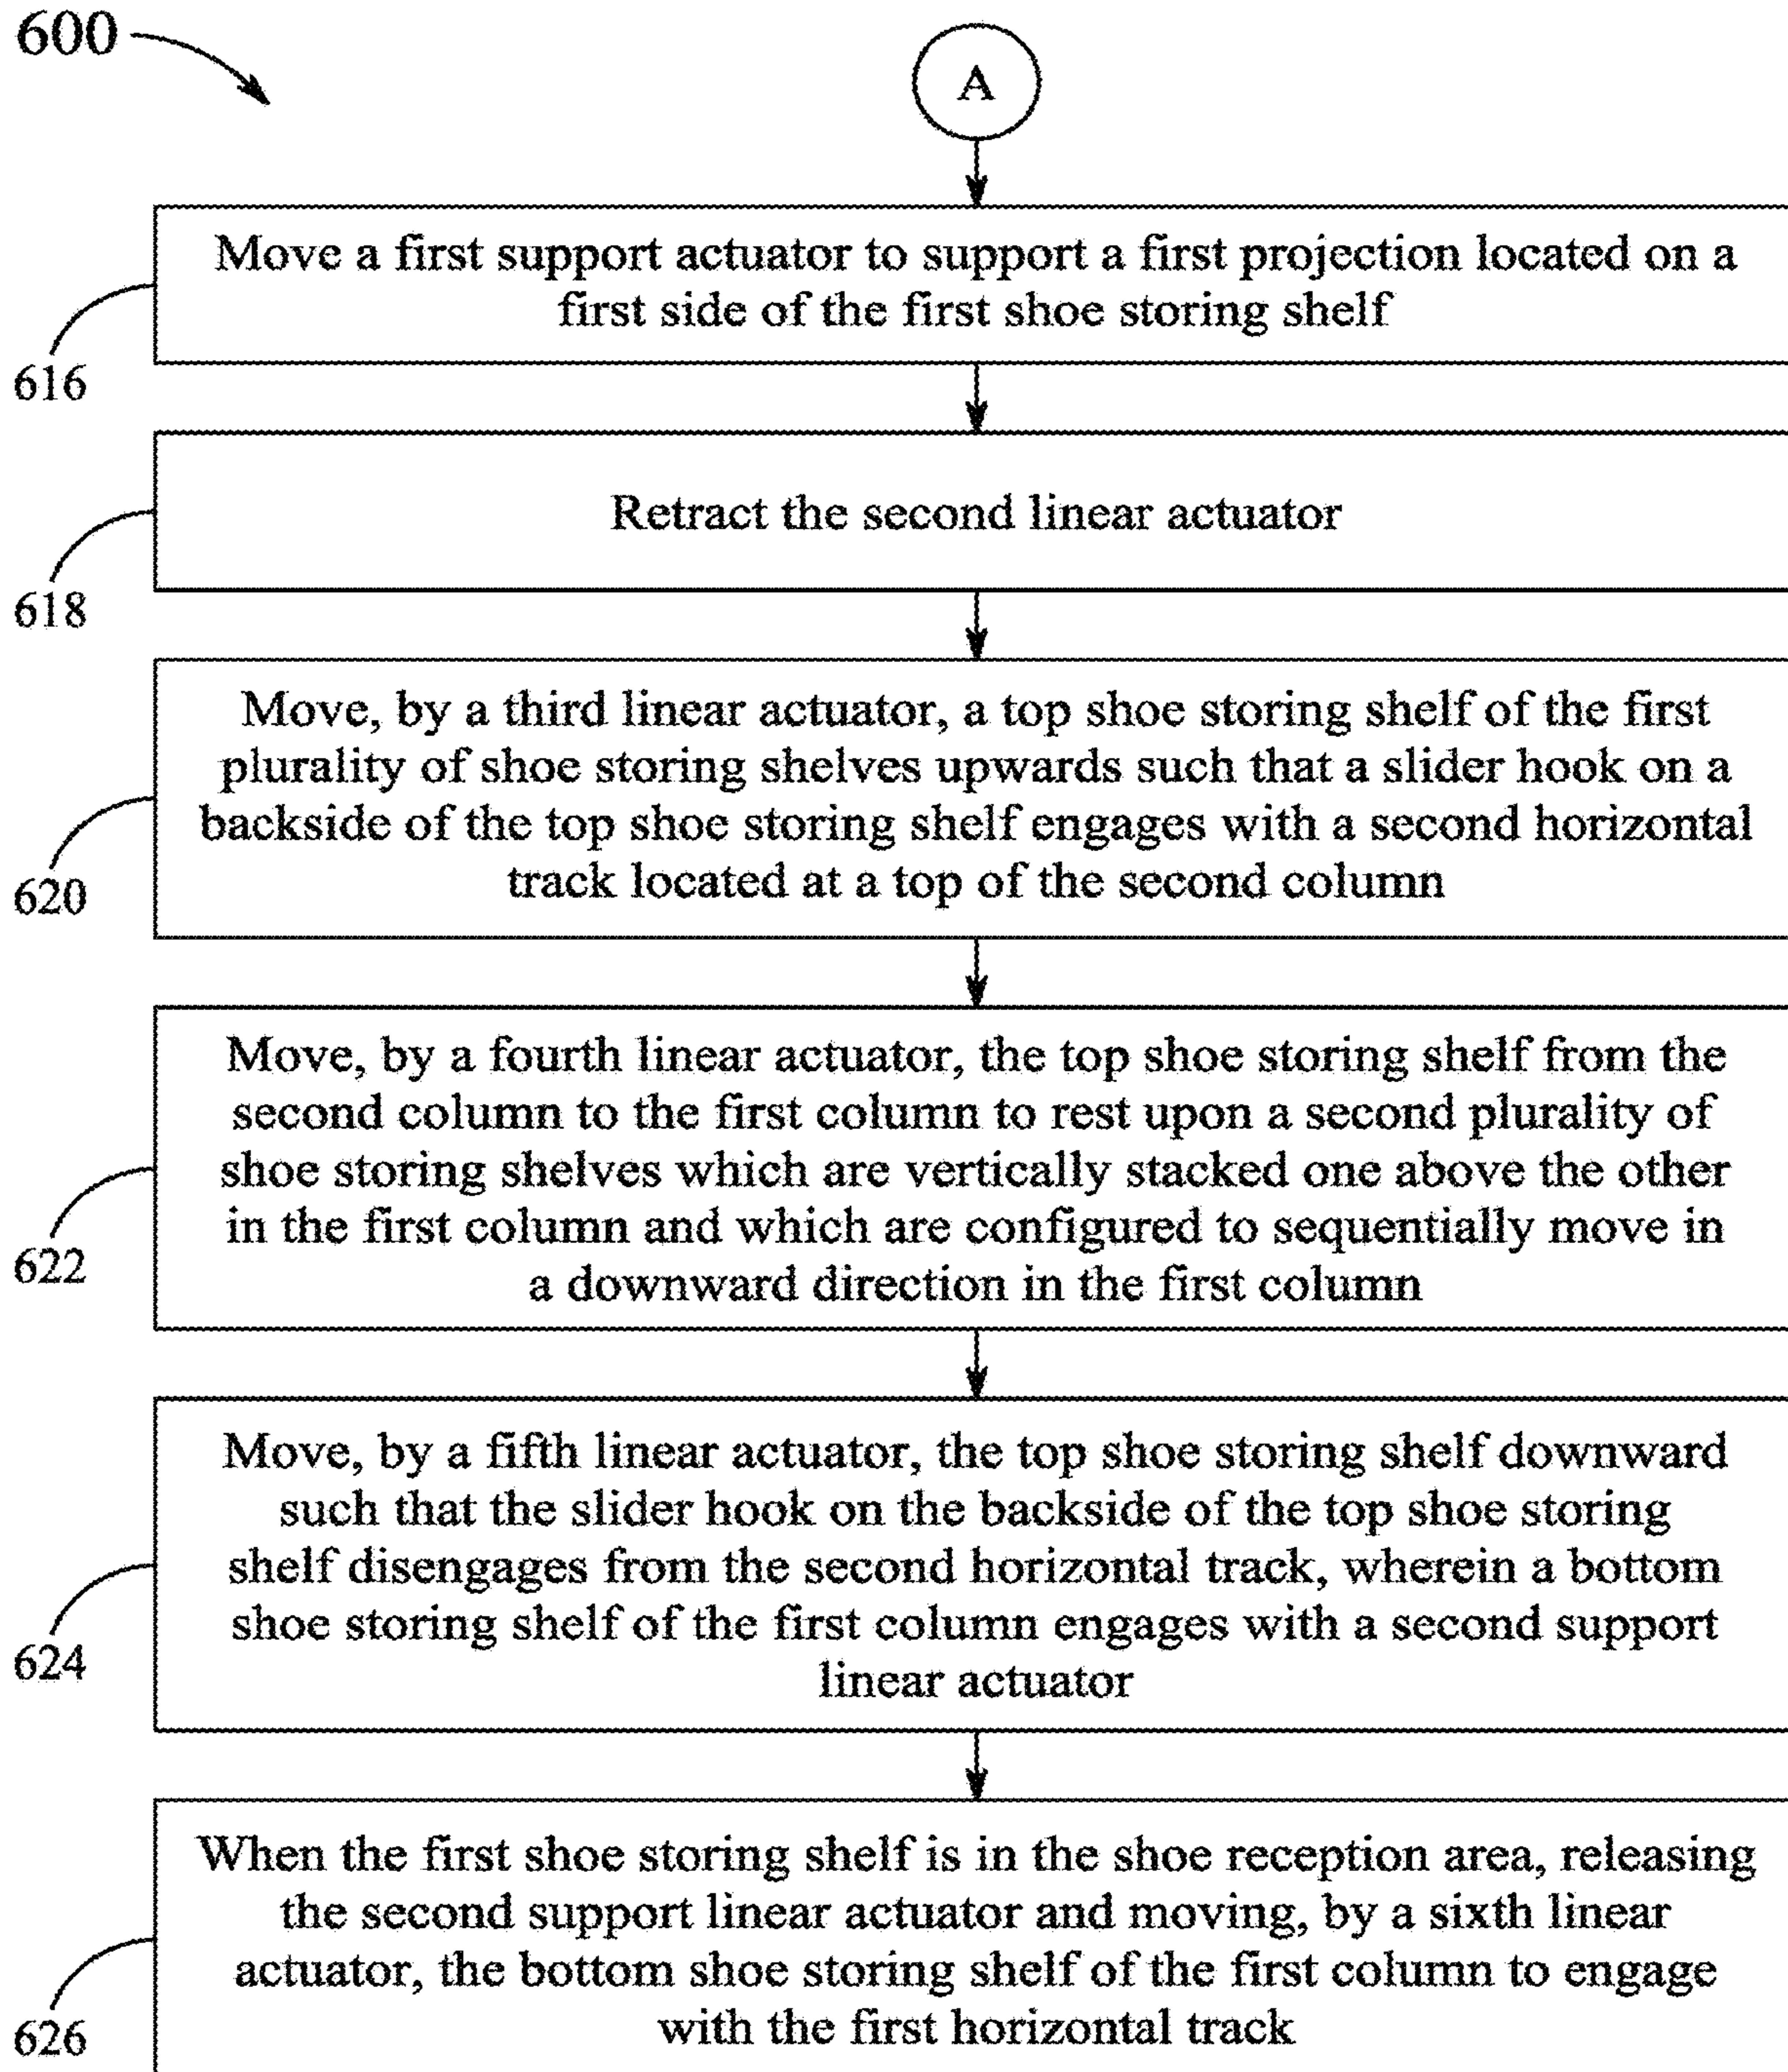 600
A
Move a first support actuator to support a first projection located on a
first side of the first shoe storing shelf
616
Retract the second linear actuator
618
Move, by a third linear actuator, a top shoe storing shelf of the first
plurality of shoe storing shelves upwards such that a slider hook on a
backside of the top shoe storing shelf engages with a second horizontal
track located at a top of the second column
620
Move, by a fourth linear actuator, the top shoe storing shelf from the
second column to the first column to rest upon a second plurality of
shoe storing shelves which are vertically stacked one above the other
in the first column and which are configured to sequentially move in
a downward direction in the first column
622
Move, by a fifth linear actuator, the top shoe storing shelf downward
such that the slider hook on the backside of the top shoe storing
shelf disengages from the second horizontal track, wherein a bottom
shoe storing shelf of the first column engages with a second support
linear actuator
624
When the first shoe storing shelf is in the shoe reception area, releasing
the second support linear actuator and moving, by a sixth linear
actuator, the bottom shoe storing shelf of the first column to engage
with the first horizontal track
626